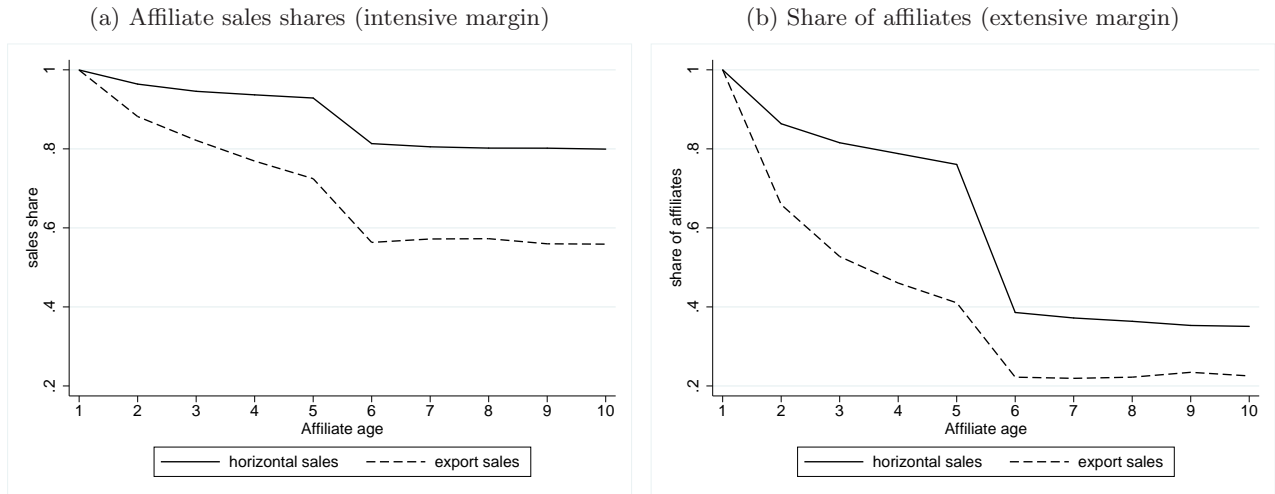 (a) Affiliate sales shares (intensive margin)
sales share
1
.8
.6
.4
.2
1 2 3 4 5 6 7 8 9 10
Affiliate age
horizontal sales export sales
(b) Share of affiliates (extensive margin)
share of affiliates
1
.8
.6
.4
.2
1 2 3 4 5 6 7 8 9 10
Affiliate age
horizontal sales export sales